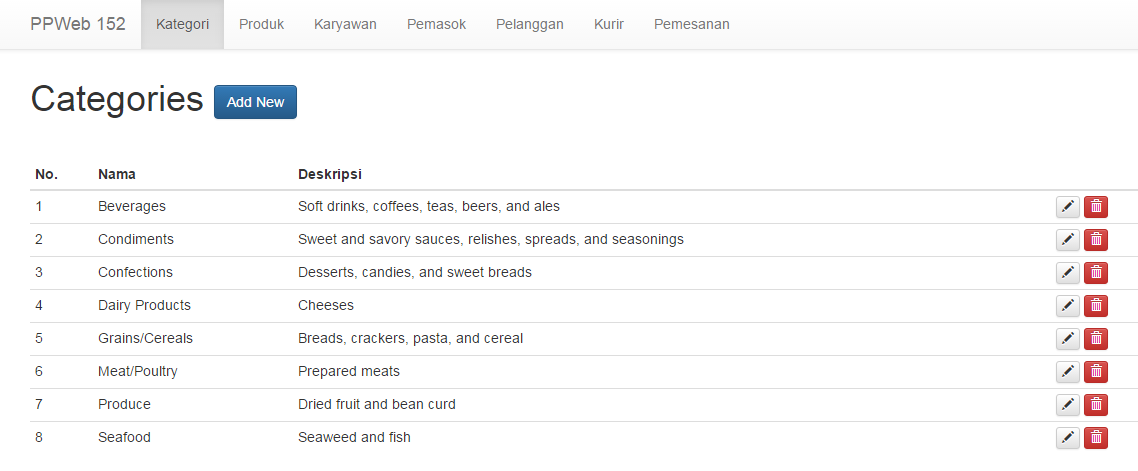 PPWeb 152 Kategori Produk Karyawan Pemasok Pelanggan Kurir Pemesanan
Categories Add New
No. Nama Deskripsi
1 Beverages Soft drinks, coffees, teas, beers, and ales
2 Condiments Sweet and savory sauces, relishes, spreads, and seasonings
3 Confections Desserts, candies, and sweet breads
4 Dairy Products Cheeses
5 Grains/Cereals Breads, crackers, pasta, and cereal
6 Meat/Poultry Prepared meats
7 Produce Dried fruit and bean curd
8 Seafood Seaweed and fish